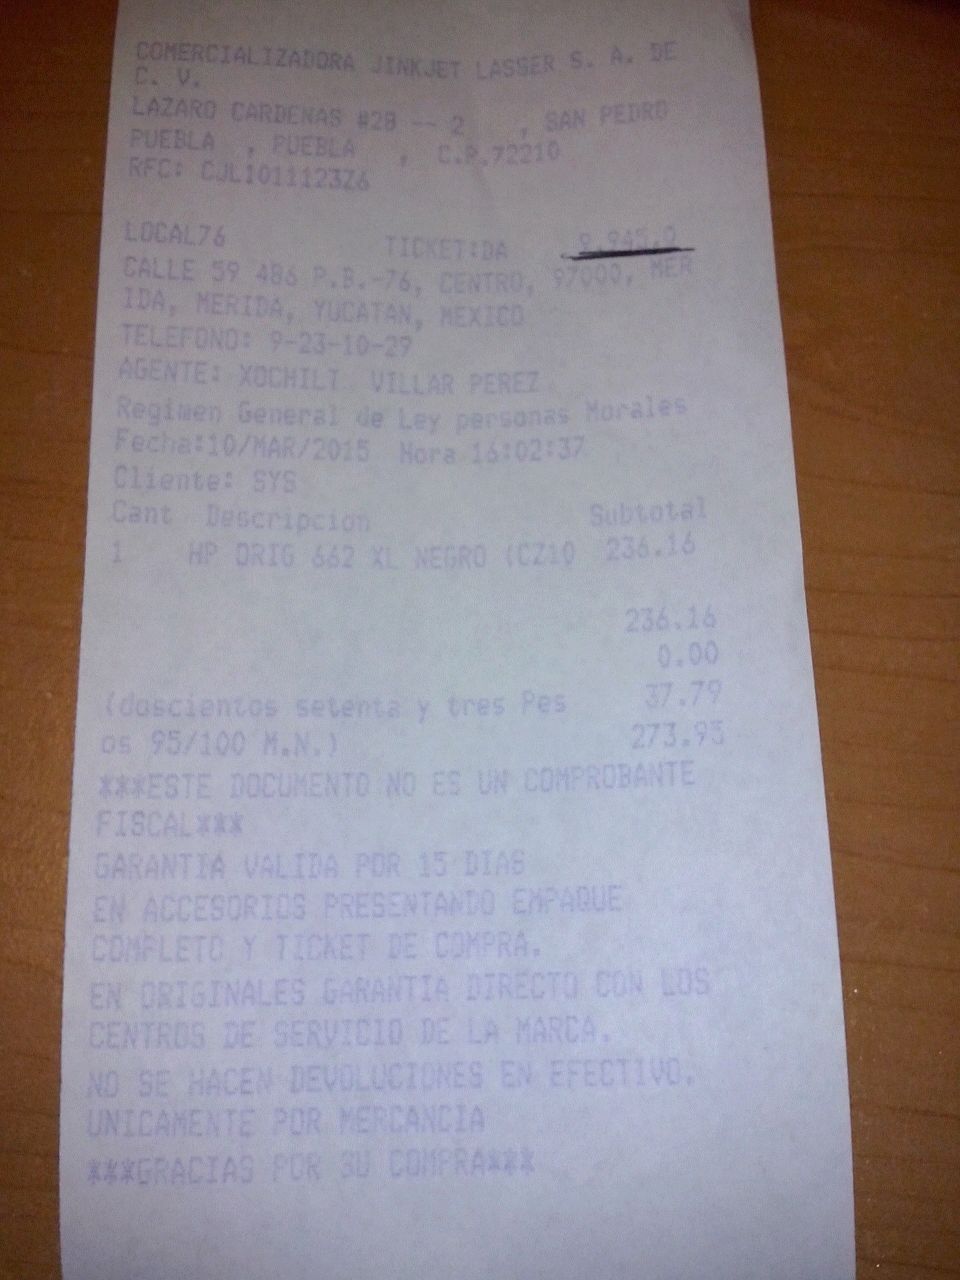 COMERCIALIZADORA JINKJET LASSER S. A. DE
C. V.
LAZARO CARDENAS #2B -- 2 , SAN PEDRO
PUEBLA , PUEBLA , C.P.72210
RFC: CJL1011123Z6
LOCAL76 TICKET:DA
CALLE 59 486 P.B.-76, CENTRO, 97000, MER
IDA, MERIDA, YUCATAN, MEXICO
TELEFONO: 9-23-10-29
AGENTE: XOCHILT VILLAR PEREZ
Regimen General de Ley personas Morales
Fecha:10/MAR/2015 Hora 16:02:37
Cliente: SYS
Cant Descripcion Subtotal
1 HP ORIG 662 XL NEGRO (CZ10 236.16
236.16
0.00
(doscientos setenta y tres Pes 37.79
os 95/100 M.N.) 273.95
***ESTE DOCUMENTO NO ES UN COMPROBANTE
FISCAL***
GARANTIA VALIDA POR 15 DIAS
EN ACCESORIOS PRESENTANDO EMPAQUE
COMPLETO Y TICKET DE COMPRA.
EN ORIGINALES GARANTIA DIRECTO CON LOS
CENTROS DE SERVICIO DE LA MARCA.
NO SE HACEN DEVOLUCIONES EN EFECTIVO.
UNICAMENTE POR MERCANCIA
***GRACIAS POR SU COMPRA***